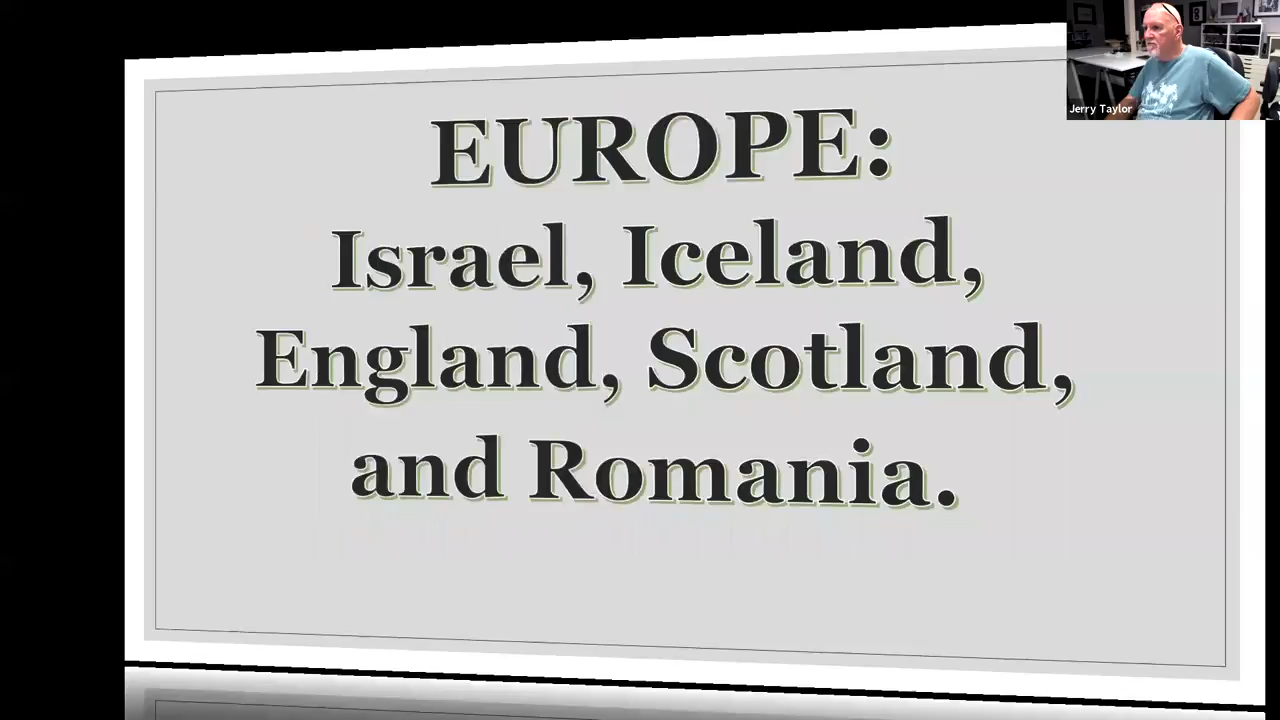 Jerry Taylor
EUROPE:
Israel, Iceland,
England, Scotland,
and Romania.